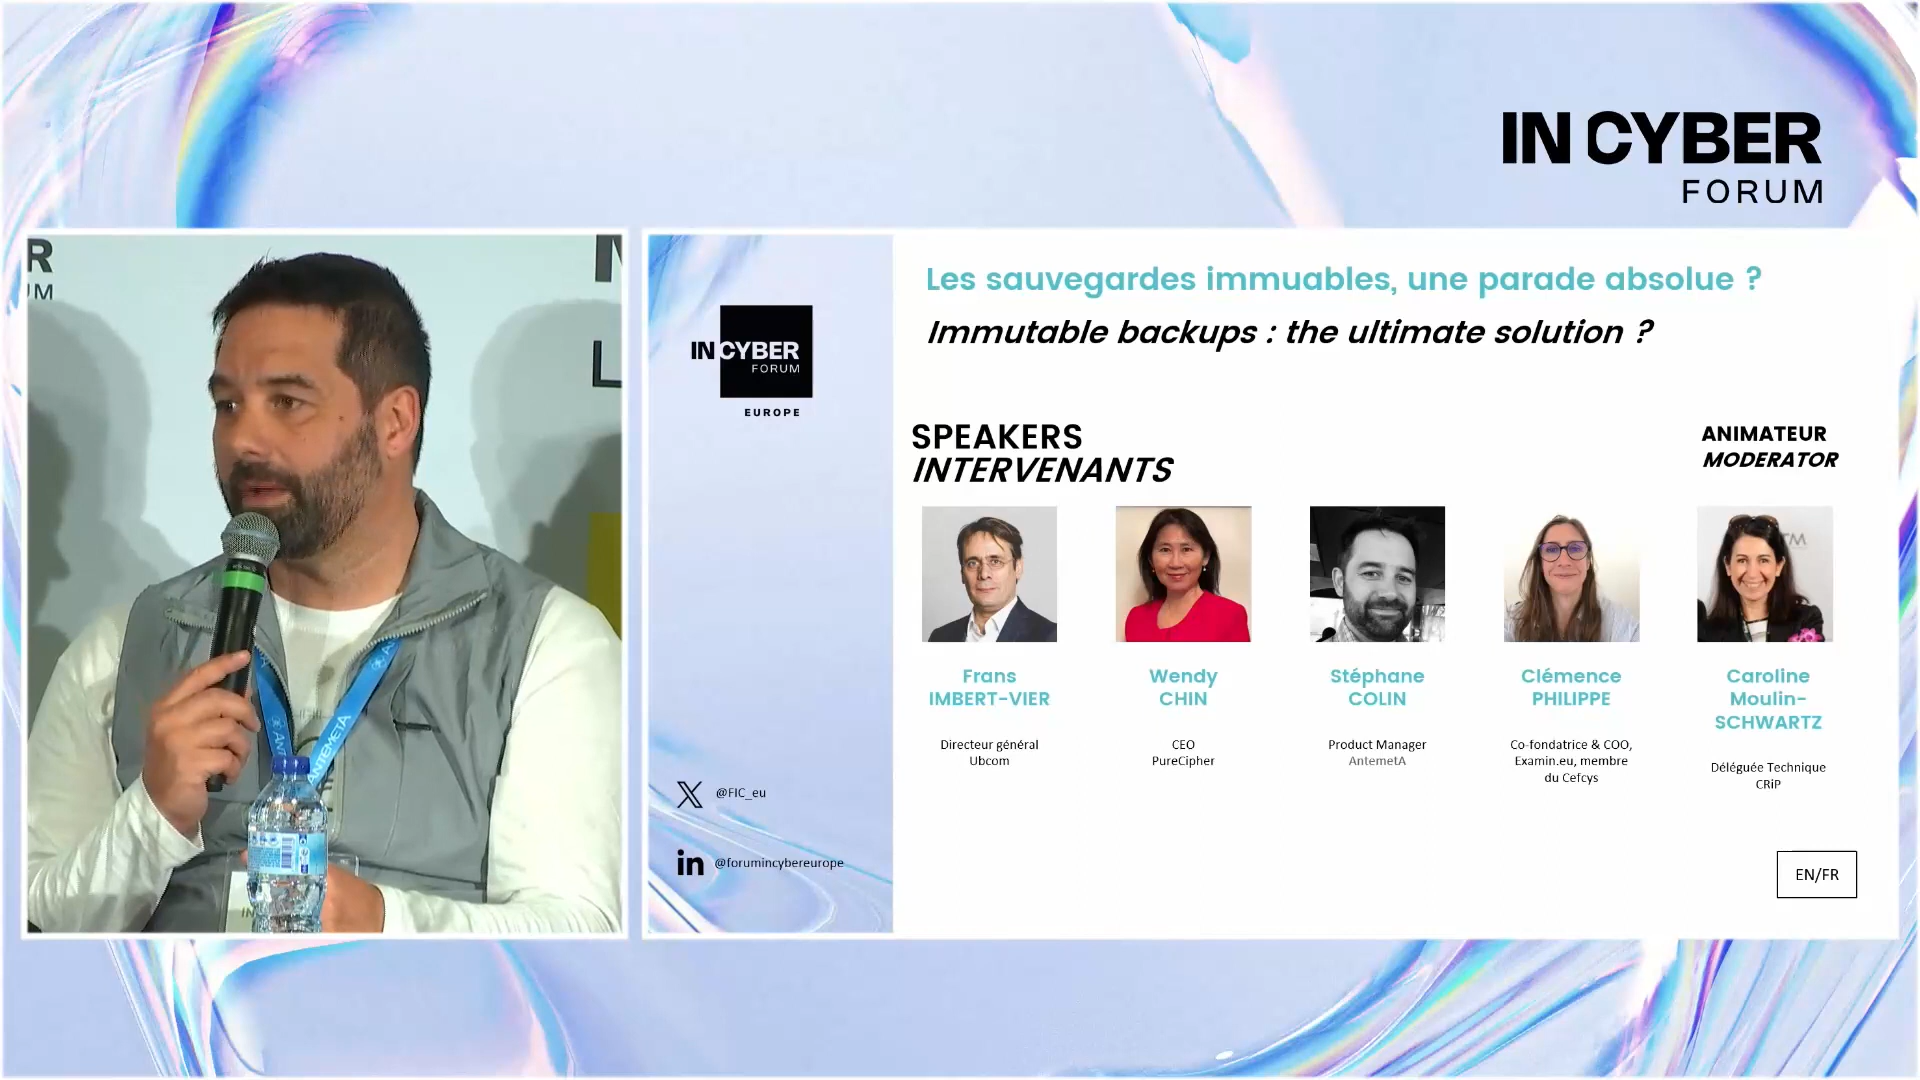 IN CYBER
FORUM
R
UM
Les sauvegardes immuables, une parade absolue ?
Immutable backups : the ultimate solution ?
IN CYBER
FORUM
EUROPE
SPEAKERS
INTERVENANTS
ANIMATEUR
MODERATOR
Frans
IMBERT-VIER
Directeur général
Ubcom
Wendy
CHIN
CEO
PureCipher
Stéphane
COLIN
Product Manager
AntemetA
Clémence
PHILIPPE
Co-fondatrice & COO,
Examin.eu, membre
du Cefcys
Caroline
Moulin-
SCHWARTZ
Déléguée Technique
CRiP
ANTEMETA
@FIC_eu
in @forumincybereurope
EN/FR